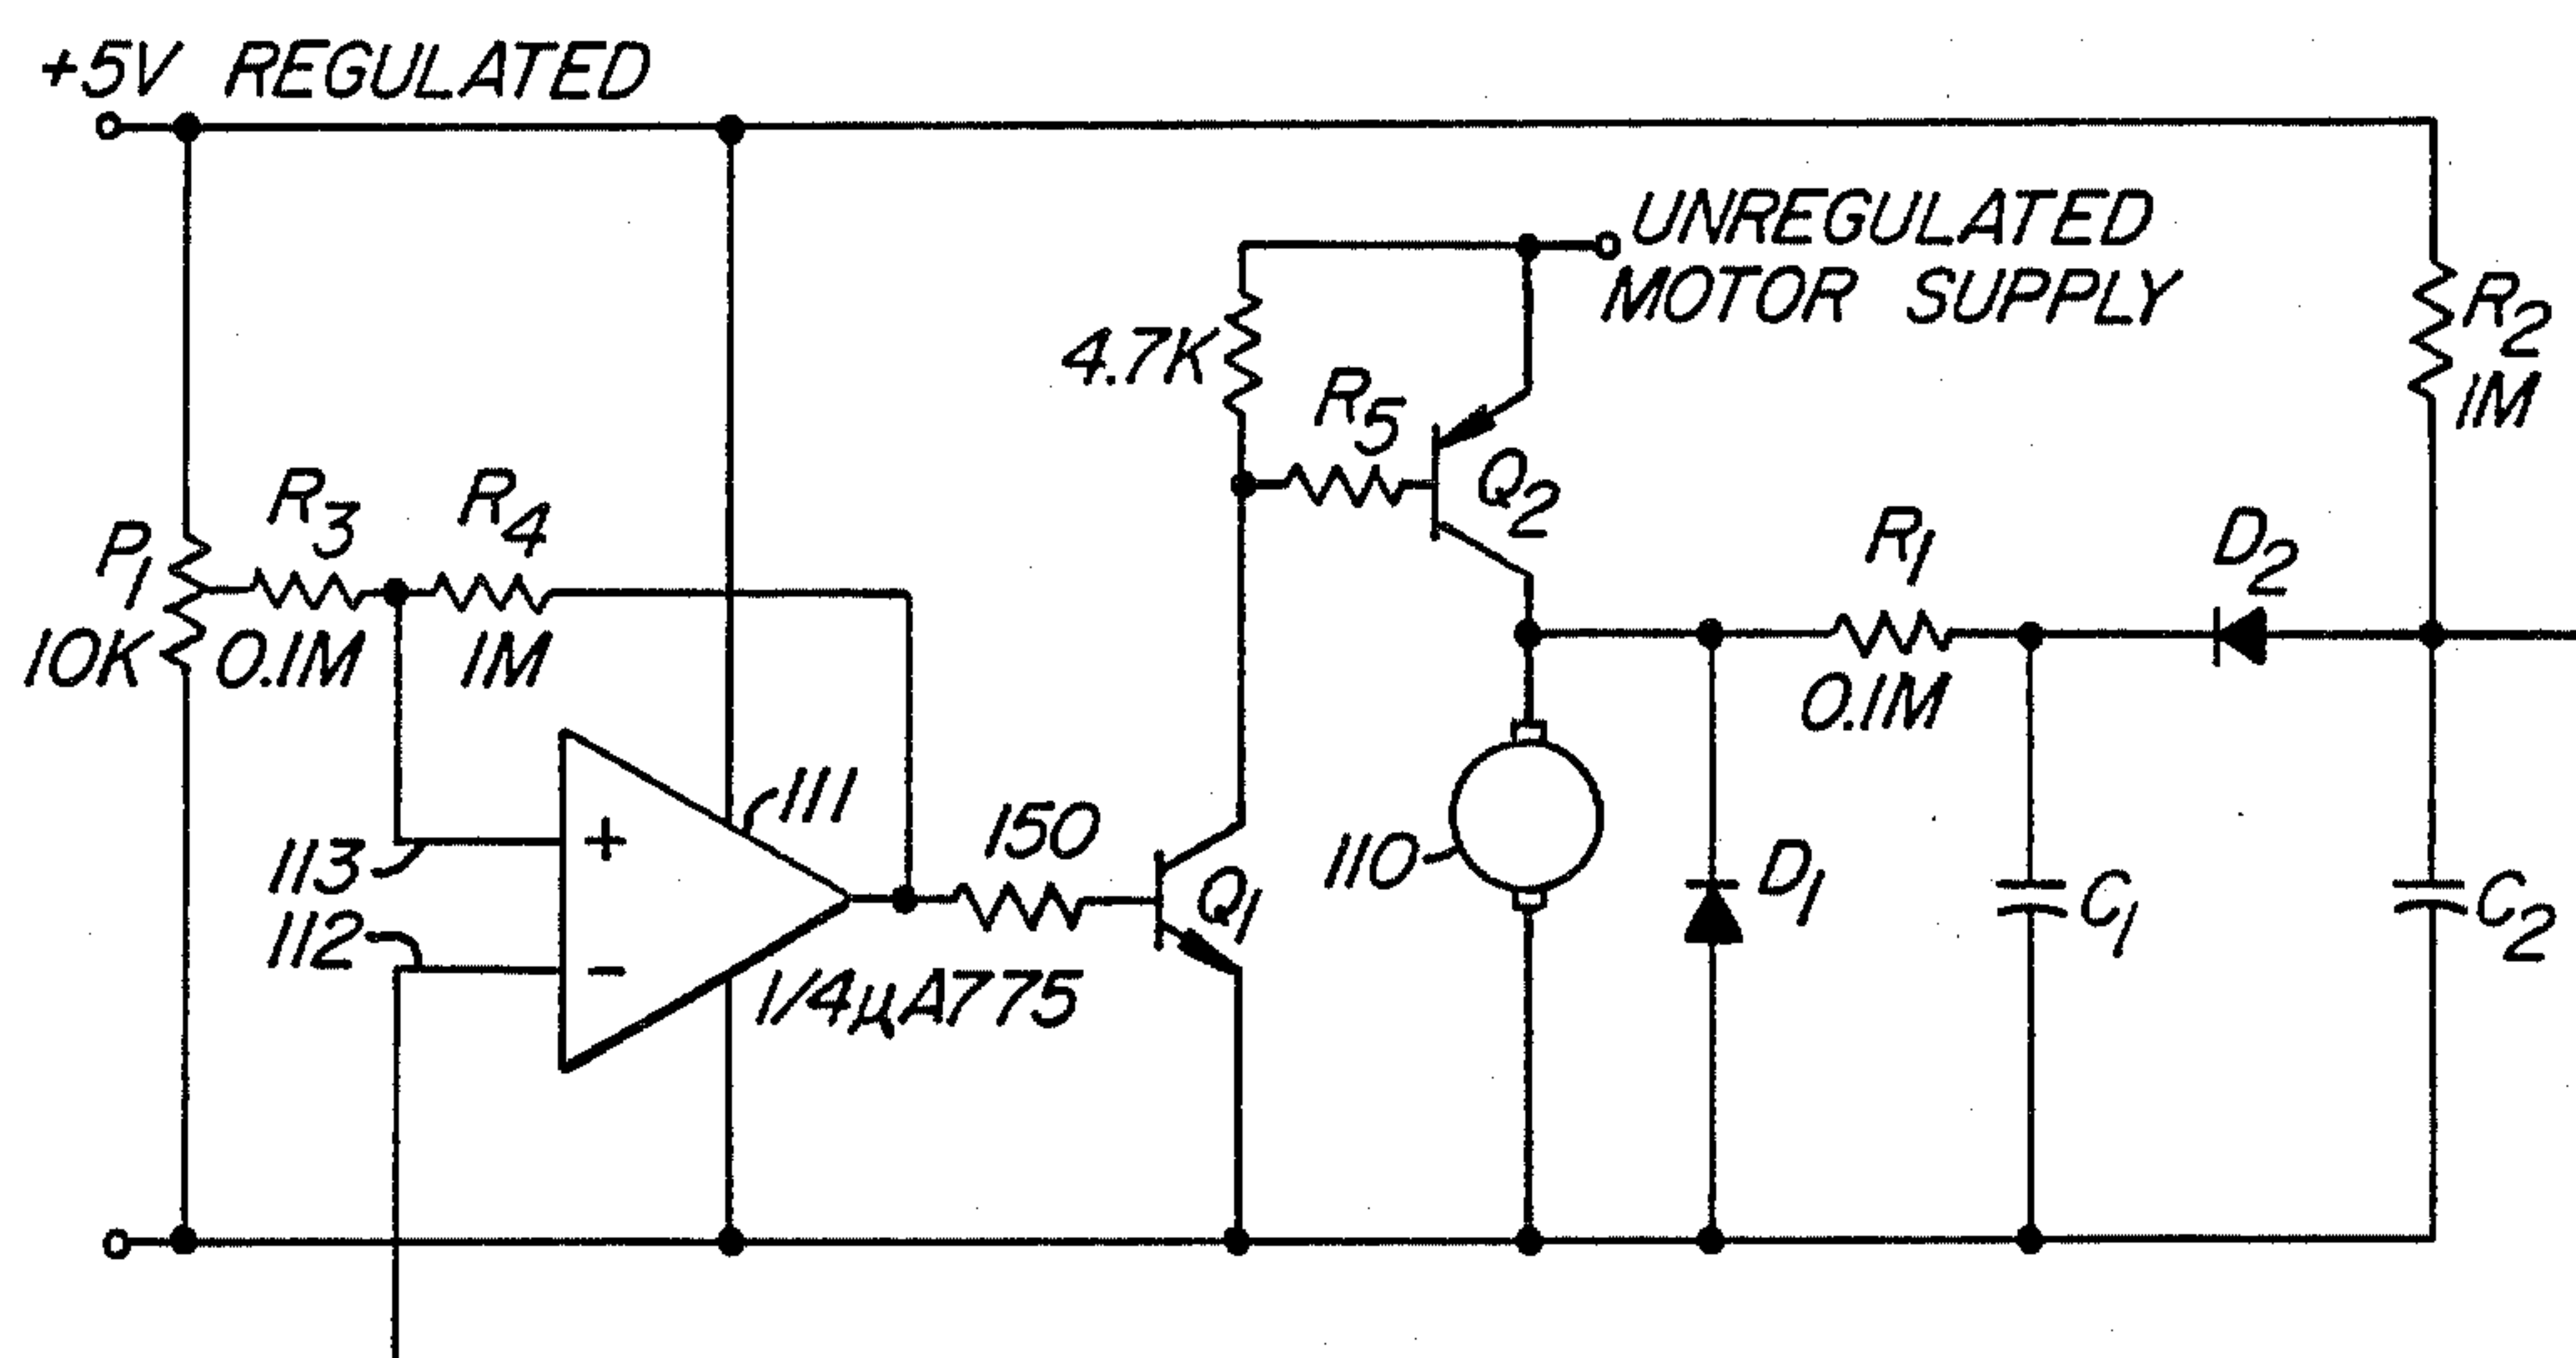 +5V REGULATED
UNREGULATED
MOTOR SUPPLY
4.7K
R5
R2
1M
Q2
R3
R4
P1
10K
0.1M
1M
R1
0.1M
D2
111
113
112
150
1/4µA775
Q1
110
D1
C1
C2